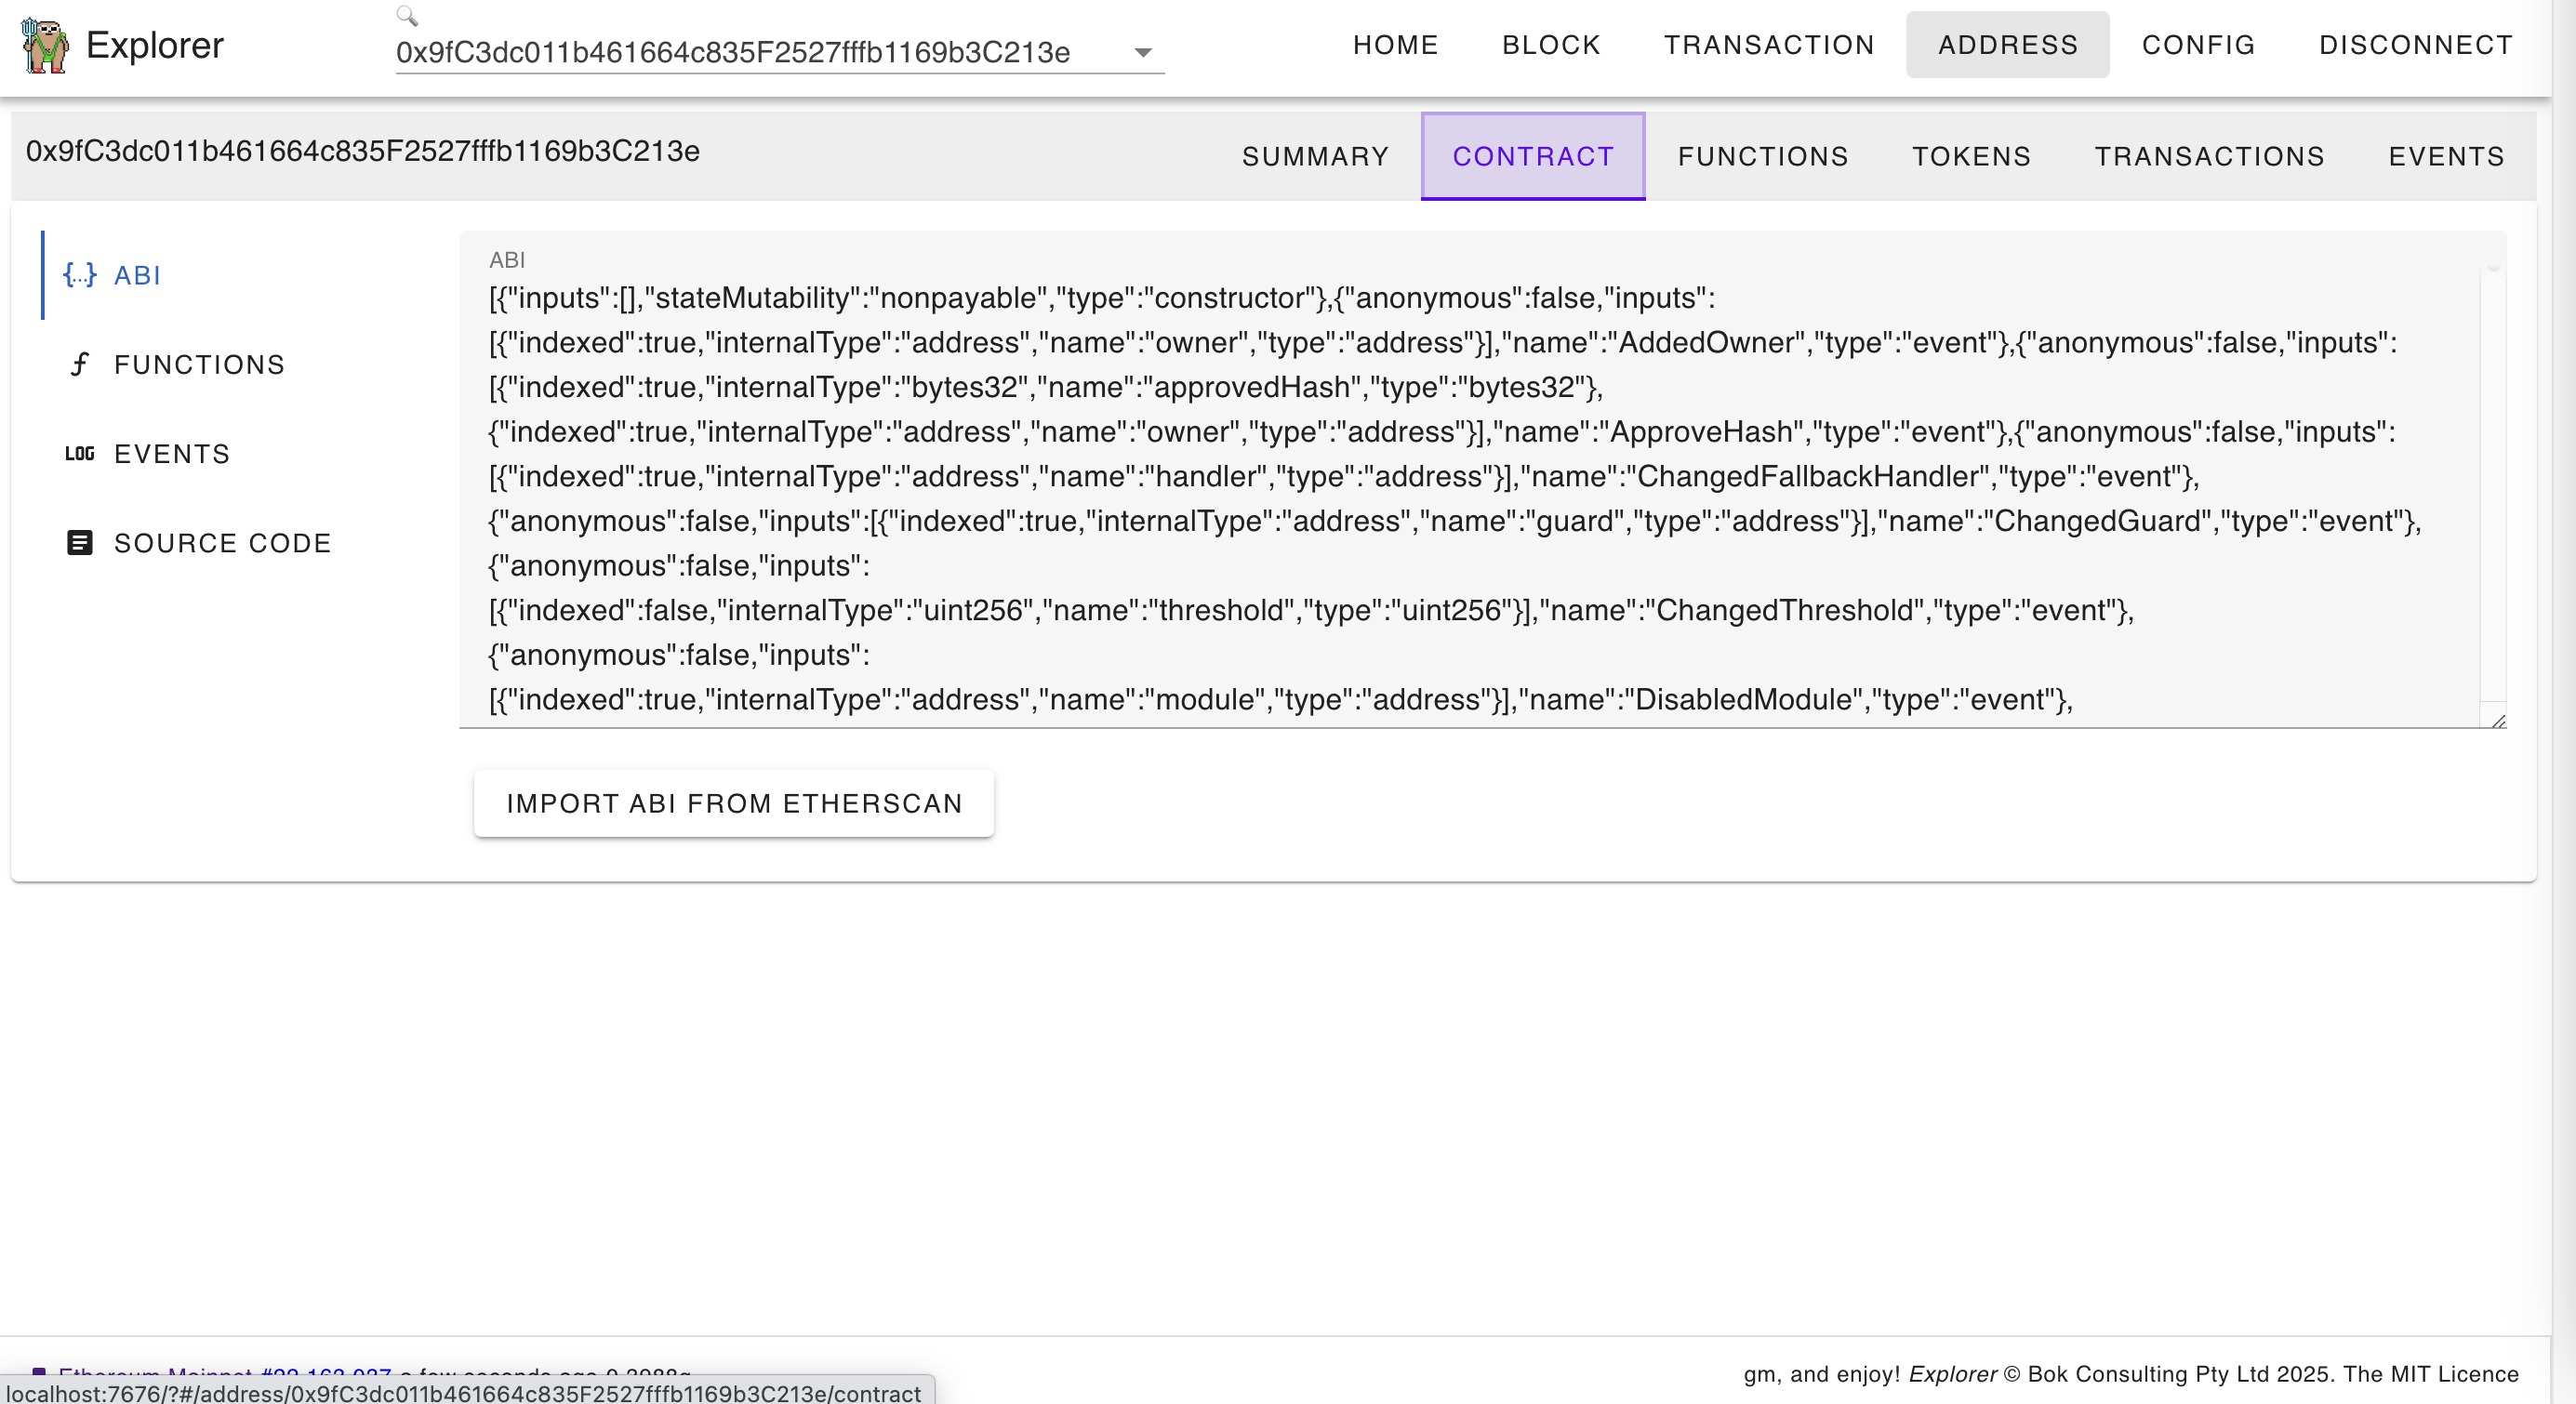 Explorer
0x9fC3dc011b461664c835F2527fffb1169b3C213e
HOME
BLOCK
TRANSACTION
ADDRESS
CONFIG
DISCONNECT
0x9fC3dc011b461664c835F2527fffb1169b3C213e
SUMMARY
CONTRACT
FUNCTIONS
TOKENS
TRANSACTIONS
EVENTS
{...} ABI
FUNCTIONS
LOG EVENTS
SOURCE CODE
ABI
[{"inputs":[],"stateMutability":"nonpayable","type":"constructor"},{"anonymous":false,"inputs":
[{"indexed":true,"internalType":"address","name":"owner","type":"address"}],"name":"AddedOwner","type":"event"},{"anonymous":false,"inputs":
[{"indexed":true,"internalType":"bytes32","name":"approvedHash","type":"bytes32"},
{"indexed":true,"internalType":"address","name":"owner","type":"address"}],"name":"ApproveHash","type":"event"},{"anonymous":false,"inputs":
[{"indexed":true,"internalType":"address","name":"handler","type":"address"}],"name":"ChangedFallbackHandler","type":"event"},
{"anonymous":false,"inputs":[{"indexed":true,"internalType":"address","name":"guard","type":"address"}],"name":"ChangedGuard","type":"event"},
{"anonymous":false,"inputs":
[{"indexed":false,"internalType":"uint256","name":"threshold","type":"uint256"}],"name":"ChangedThreshold","type":"event"},
{"anonymous":false,"inputs":
[{"indexed":true,"internalType":"address","name":"module","type":"address"}],"name":"DisabledModule","type":"event"},
IMPORT ABI FROM ETHERSCAN
Ethereum Mainnet a few seconds ago
localhost:7676/?#/address/0x9fC3dc011b461664c835F2527fffb1169b3C213e/contract
gm, and enjoy! Explorer © Bok Consulting Pty Ltd 2025. The MIT Licence